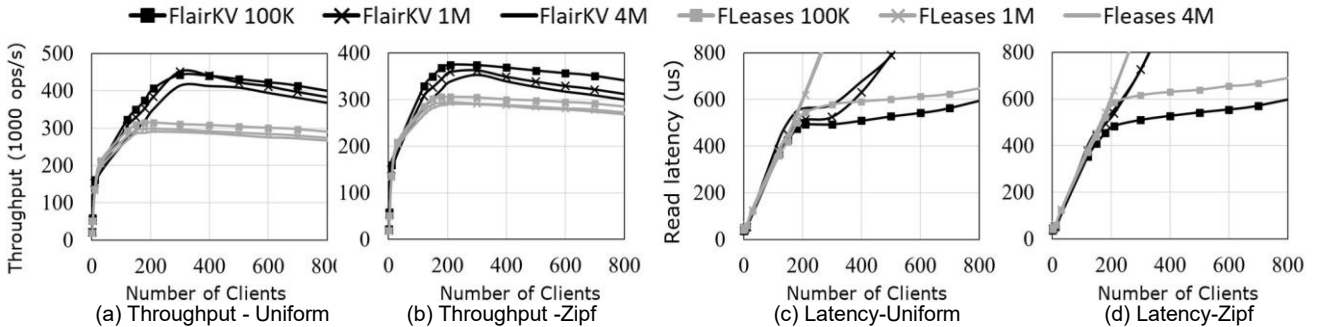 FlairKV 100K FlairKV 1M FlairKV 4M FLeases 100K FLeases 1M Fleases 4M
Throughput (1000 ops/s)
500
400
300
200
100
0
0 200 400 600 800
Number of Clients
(a) Throughput - Uniform
400
300
200
100
0
0 200 400 600 800
Number of Clients
(b) Throughput -Zipf
Read latency (us)
800
600
400
200
0
0 200 400 600 800
Number of Clients
(c) Latency-Uniform
800
600
400
200
0
0 200 400 600 800
Number of Clients
(d) Latency-Zipf